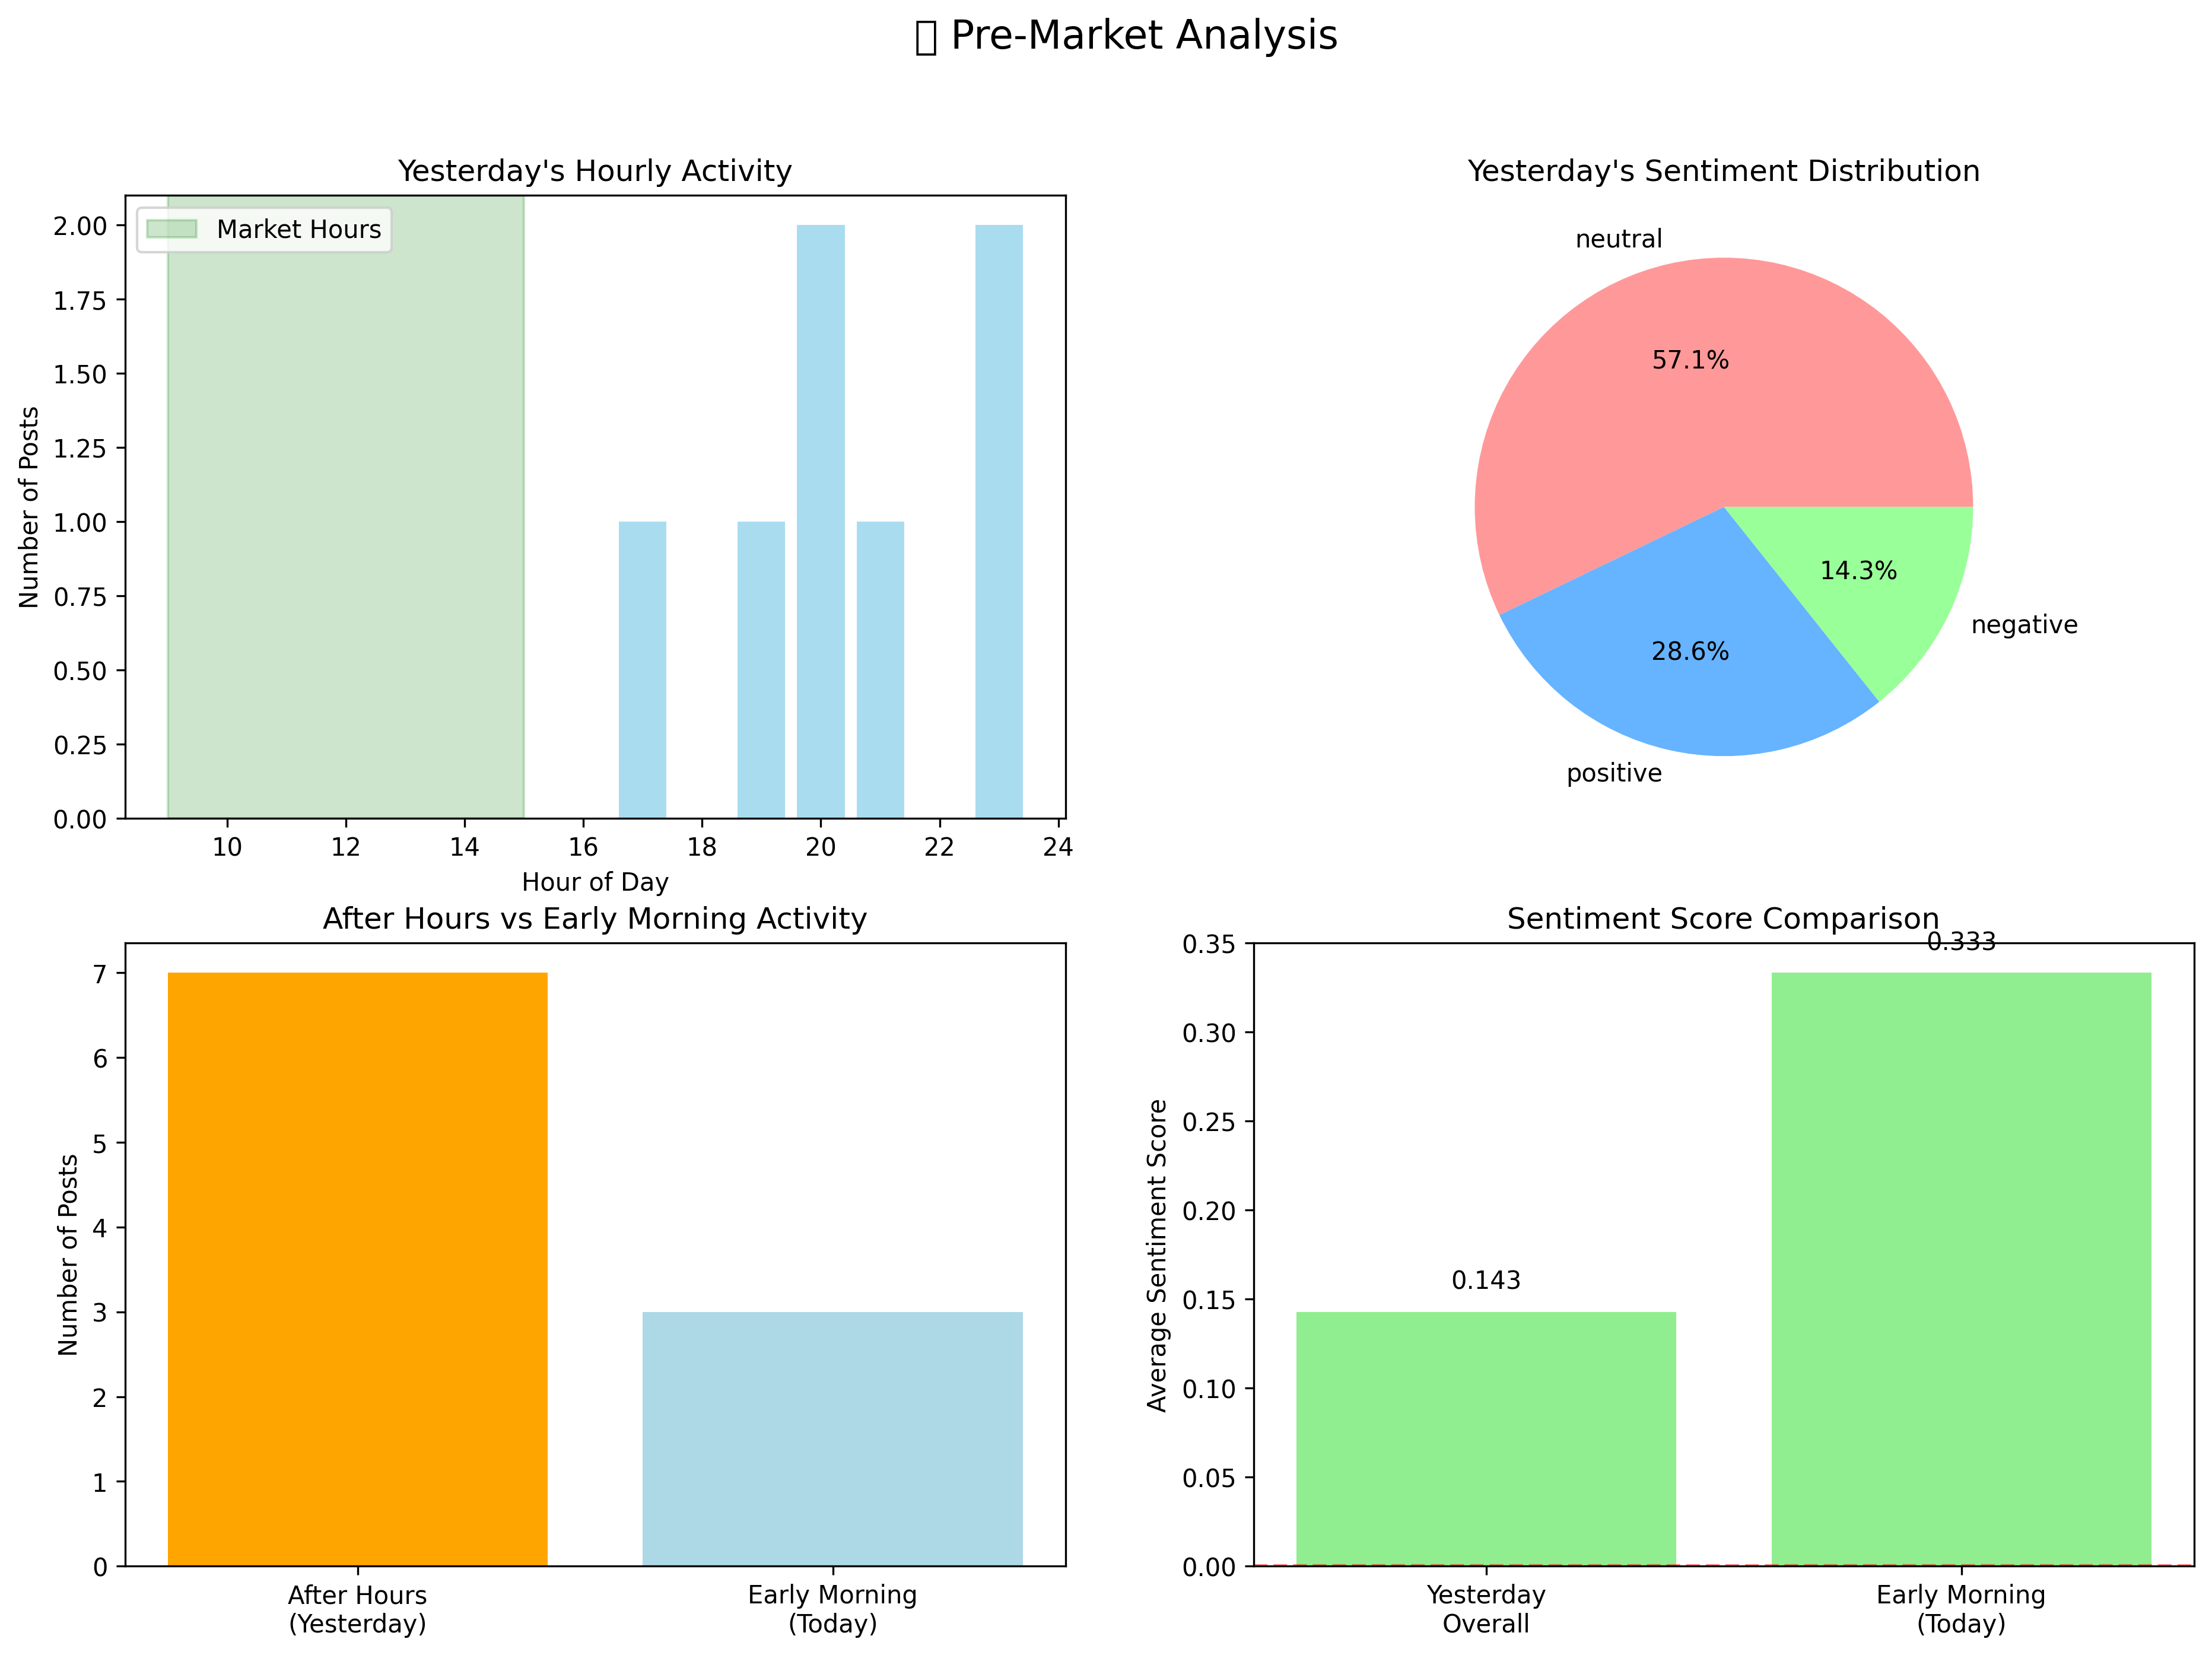 Pre-Market Analysis
Yesterday's Hourly Activity
Market Hours
2.00
1.75
1.50
1.25
1.00
0.75
0.50
0.25
0.00
Number of Posts
10 12 14 16 18 20 22 24
Hour of Day
Yesterday's Sentiment Distribution
neutral
57.1%
14.3%
negative
28.6%
positive
After Hours vs Early Morning Activity
7
6
5
4
3
2
1
0
Number of Posts
After Hours
(Yesterday)
Early Morning
(Today)
Sentiment Score Comparison
0.35
0.30
0.25
0.20
0.15
0.10
0.05
0.00
Average Sentiment Score
0.333
0.143
Yesterday
Overall
Early Morning
(Today)